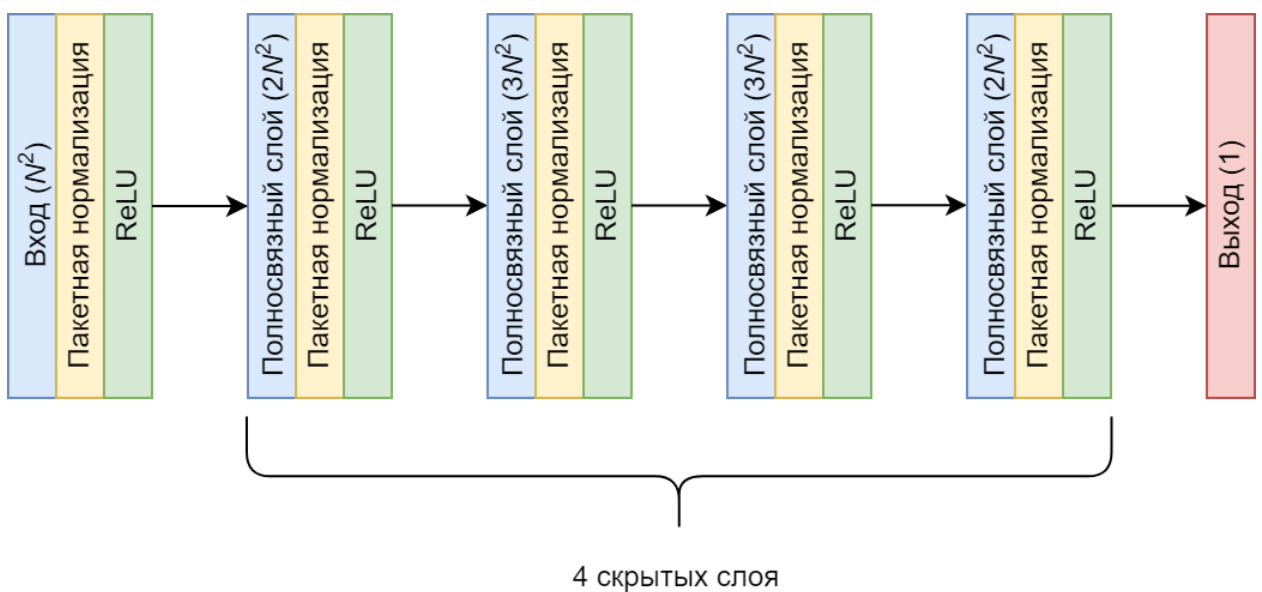 Вход (N²)
Пакетная нормализация
ReLU
Полносвязный слой (2N²)
Пакетная нормализация
ReLU
Полносвязный слой (3N²)
Пакетная нормализация
ReLU
Полносвязный слой (3N²)
Пакетная нормализация
ReLU
Полносвязный слой (2N²)
Пакетная нормализация
ReLU
Выход (1)
4 скрытых слоя